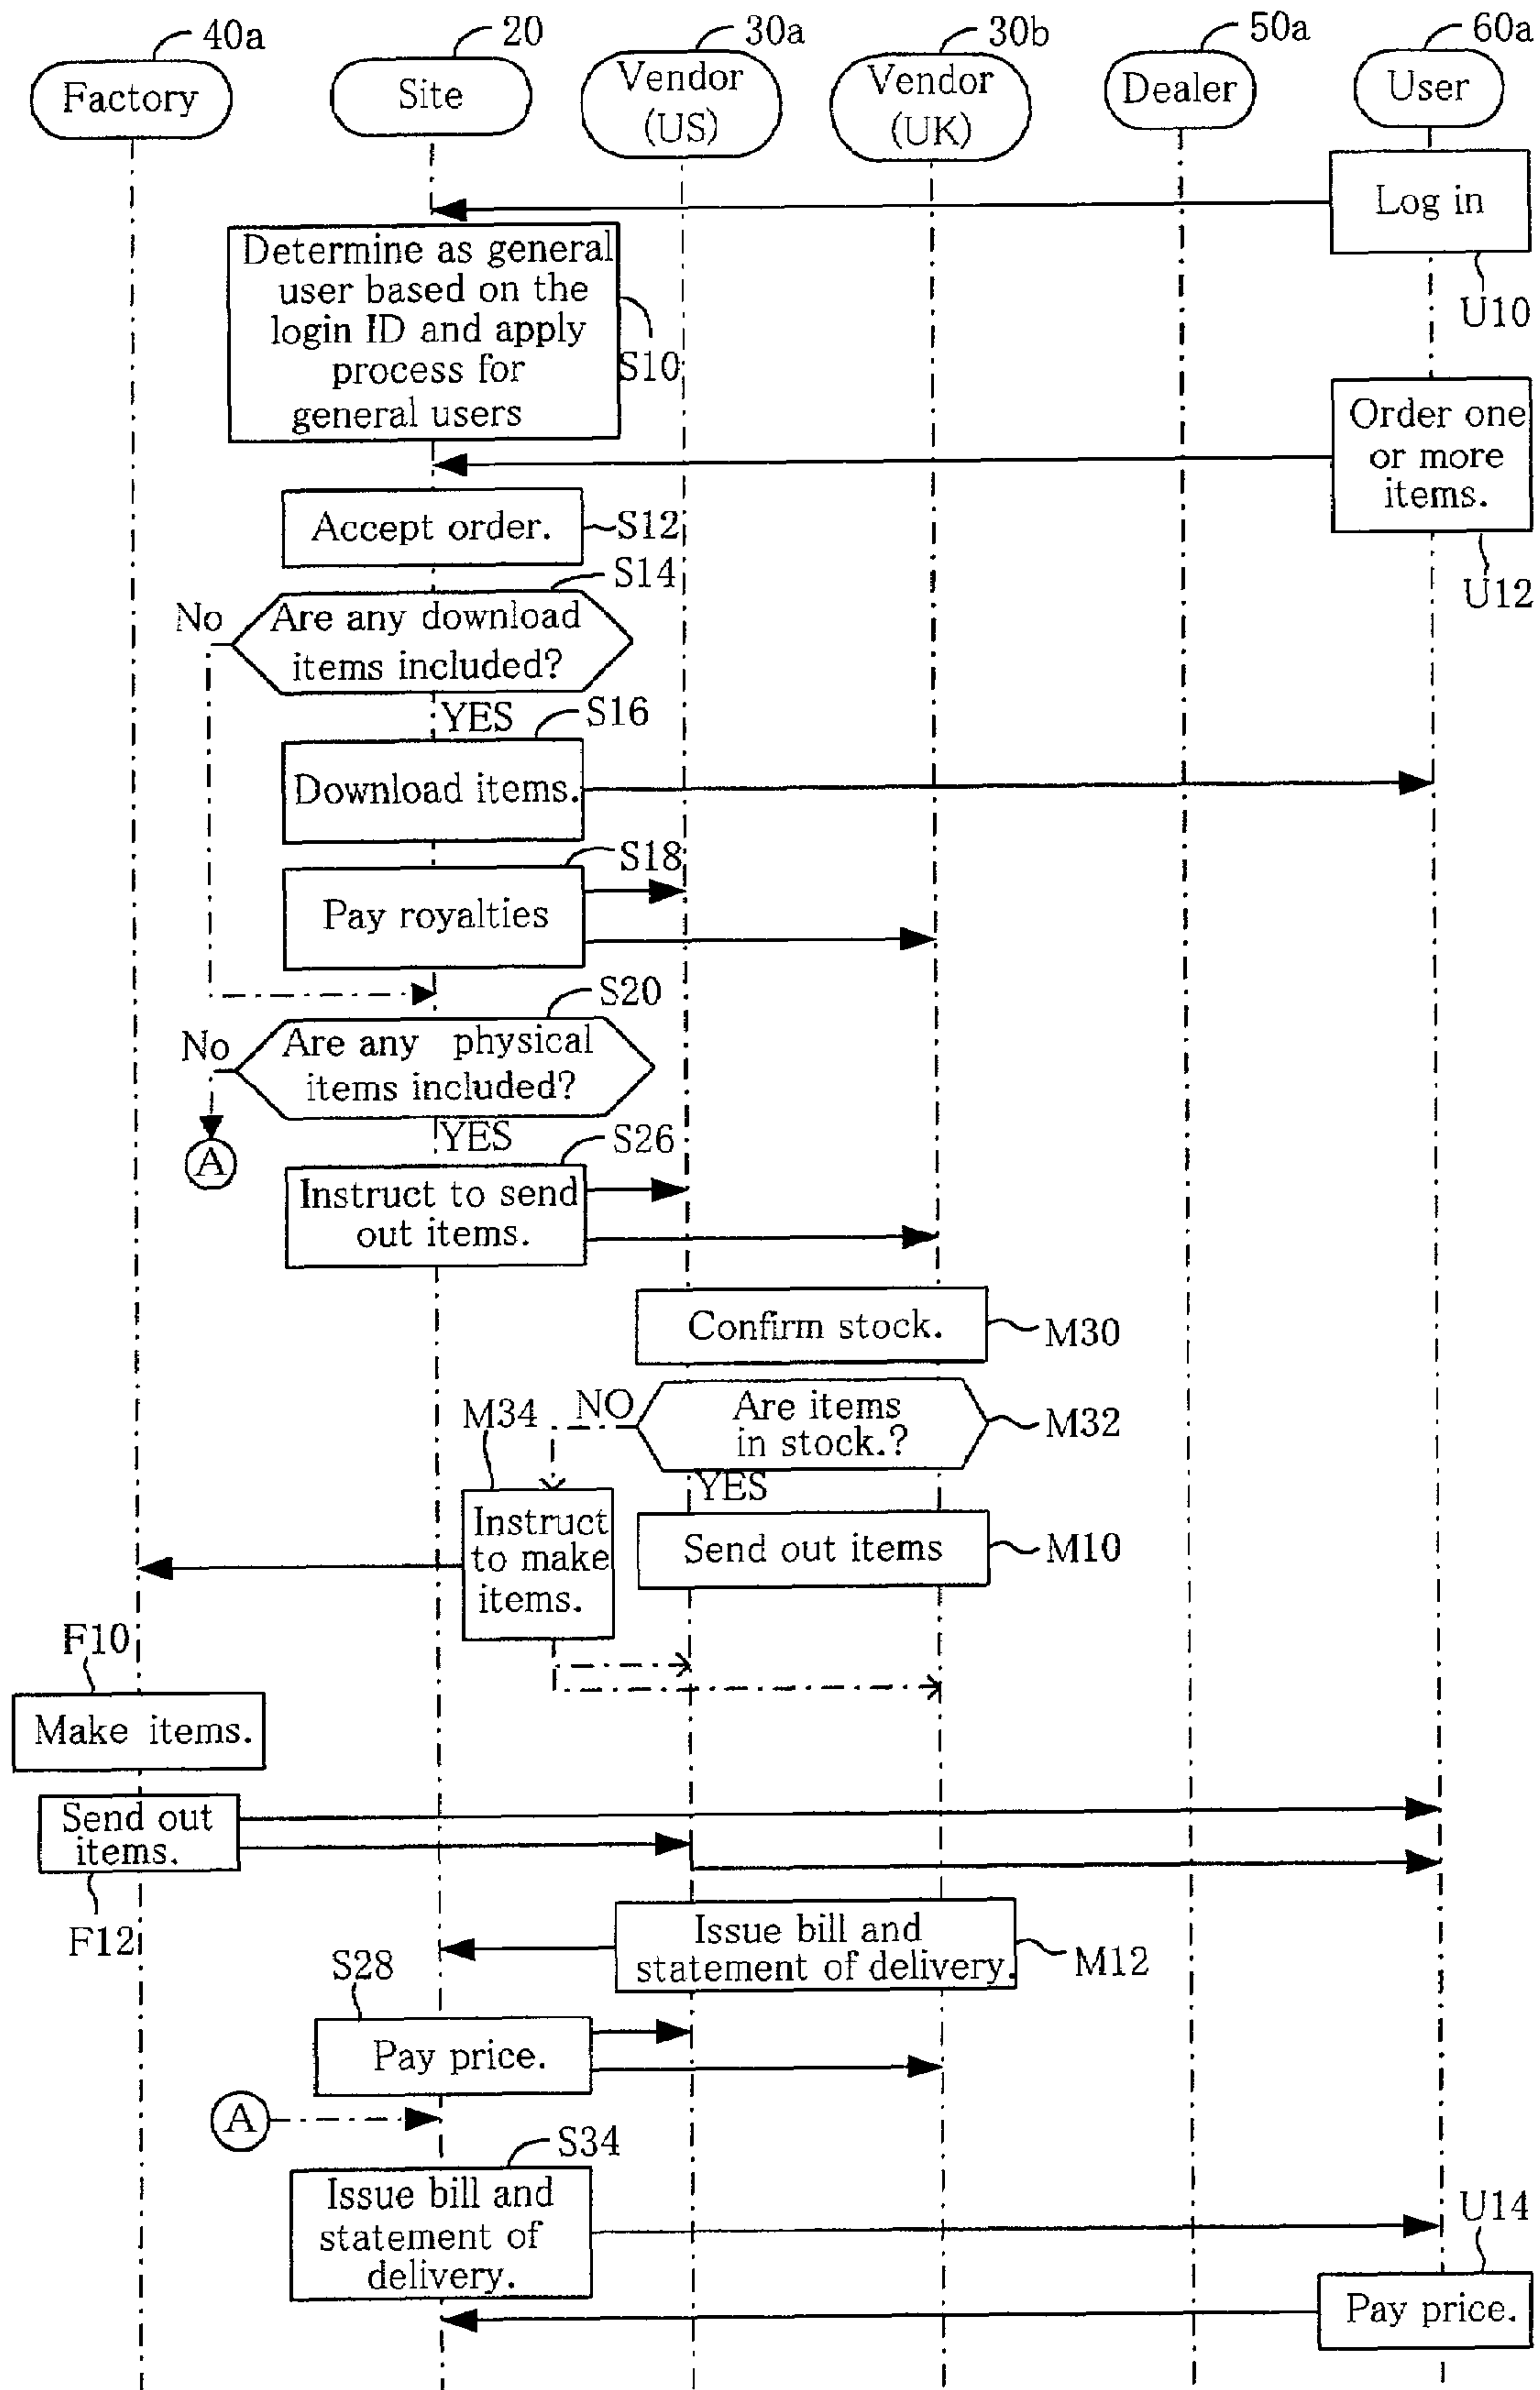 40a
20
30a
30b
50a
60a
Factory
Site
Vendor
(US)
Vendor
(UK)
Dealer
User
Log in
U10
Determine as general
user based on the
login ID and apply
process for
general users
S10
Order one
or more
items.
U12
Accept order.
S12
S14
No
Are any download
items included?
YES
S16
Download items.
S18
Pay royalties
S20
No
Are any physical
items included?
A
YES
S26
Instruct to send
out items.
Confirm stock.
M30
M34
NO
Are items
in stock.?
M32
YES
Instruct
to make
items.
Send out items
M10
F10
Make items.
Send out
items.
F12
Issue bill and
statement of delivery.
M12
S28
Pay price.
A
S34
Issue bill and
statement of
delivery.
U14
Pay price.